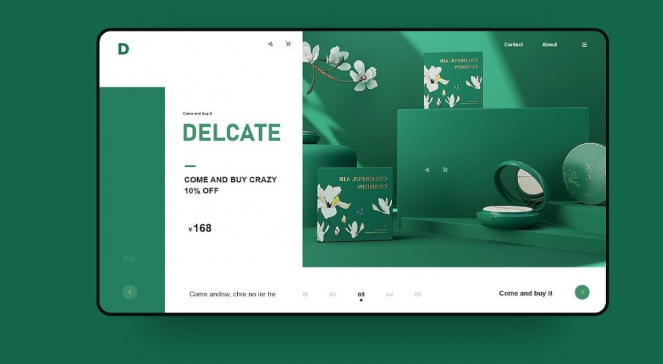 D
Contact
About
Come and buy it
DELCATE
COME AND BUY CRAZY
10% OFF
¥168
COLORFUL AIR
CUSHION
COLORFUL AIR
CUSHION
Come andnw, chre no ler tre
01
02
03
04
05
Come and buy it